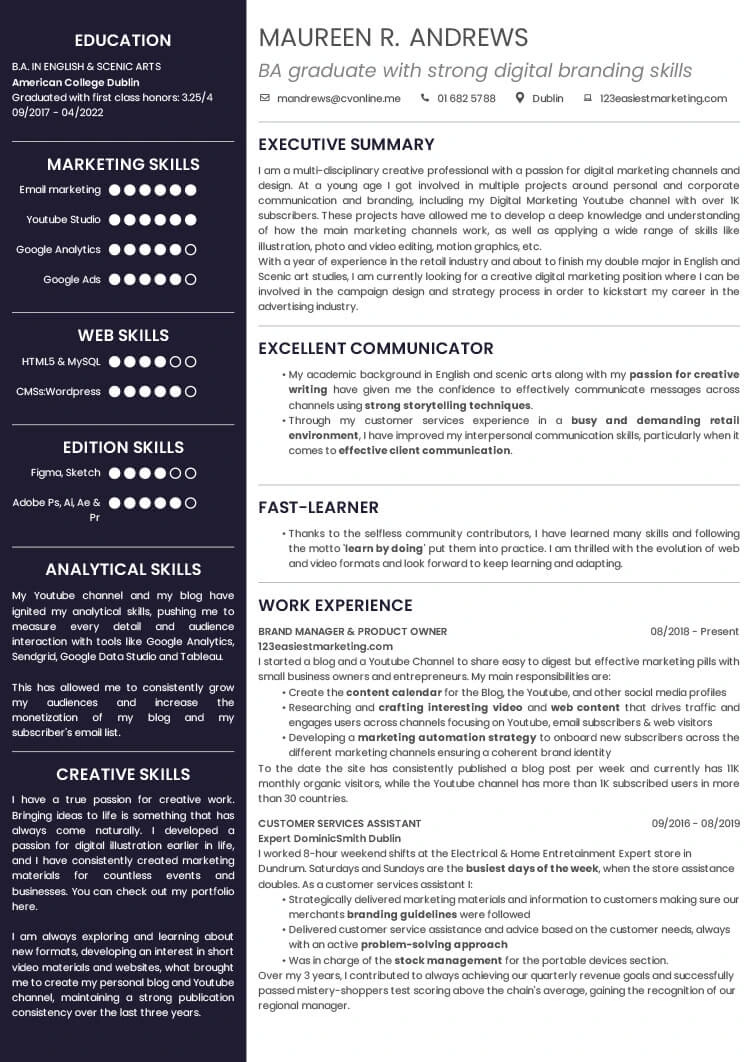 EDUCATION
B.A. IN ENGLISH & SCENIC ARTS
American College Dublin
Graduated with first class honors: 3.25/4
09/2017 - 04/2022
MARKETING SKILLS
Email marketing
Youtube Studio
Google Analytics
Google Ads
WEB SKILLS
HTML5 & MySQL
CMSs:Wordpress
EDITION SKILLS
Figma, Sketch
Adobe Ps, Ai, Ae &
Pr
ANALYTICAL SKILLS
My Youtube channel and my blog have
ignited my analytical skills, pushing me to
measure every detail and audience
interaction with tools like Google Analytics,
Sendgrid, Google Data Studio and Tableau.
This has allowed me to consistently grow
my audiences and increase the
monetization of my blog and my
subscriber's email list.
CREATIVE SKILLS
I have a true passion for creative work.
Bringing ideas to life is something that has
always come naturally. I developed a
passion for digital illustration earlier in life,
and I have consistently created marketing
materials for countless events and
businesses. You can check out my portfolio
here.
I am always exploring and learning about
new formats, developing an interest in short
video materials and websites, what brought
me to create my personal blog and Youtube
channel, maintaining a strong publication
consistency over the last three years.
MAUREEN R. ANDREWS
BA graduate with strong digital branding skills
mandrews@cvonline.me 01 682 5788 Dublin 123easiestmarketing.com
EXECUTIVE SUMMARY
I am a multi-disciplinary creative professional with a passion for digital marketing channels and
design. At a young age I got involved in multiple projects around personal and corporate
communication and branding, including my Digital Marketing Youtube channel with over 1K
subscribers. These projects have allowed me to develop a deep knowledge and understanding
of how the main marketing channels work, as well as applying a wide range of skills like
illustration, photo and video editing, motion graphics, etc.
With a year of experience in the retail industry and about to finish my double major in English and
Scenic art studies, I am currently looking for a creative digital marketing position where I can be
involved in the campaign design and strategy process in order to kickstart my career in the
advertising industry.
EXCELLENT COMMUNICATOR
• My academic background in English and scenic arts along with my passion for creative
writing have given me the confidence to effectively communicate messages across
channels using strong storytelling techniques.
• Through my customer services experience in a busy and demanding retail
environment, I have improved my interpersonal communication skills, particularly when it
comes to effective client communication.
FAST-LEARNER
• Thanks to the selfless community contributors, I have learned many skills and following
the motto 'learn by doing' put them into practice. I am thrilled with the evolution of web
and video formats and look forward to keep learning and adapting.
WORK EXPERIENCE
BRAND MANAGER & PRODUCT OWNER 08/2018 - Present
123easiestmarketing.com
I started a blog and a Youtube Channel to share easy to digest but effective marketing pills with
small business owners and entrepreneurs. My main responsibilities are:
• Create the content calendar for the Blog, the Youtube, and other social media profiles
• Researching and crafting interesting video and web content that drives traffic and
engages users across channels focusing on Youtube, email subscribers & web visitors
• Developing a marketing automation strategy to onboard new subscribers across the
different marketing channels ensuring a coherent brand identity
To the date the site has consistently published a blog post per week and currently has 11K
monthly organic visitors, while the Youtube channel has more than 1K subscribed users in more
than 30 countries.
CUSTOMER SERVICES ASSISTANT 09/2016 - 08/2019
Expert DominicSmith Dublin
I worked 8-hour weekend shifts at the Electrical & Home Entretainment Expert store in
Dundrum. Saturdays and Sundays are the busiest days of the week, when the store assistance
doubles. As a customer services assistant I:
• Strategically delivered marketing materials and information to customers making sure our
merchants branding guidelines were followed
• Delivered customer service assistance and advice based on the customer needs, always
with an active problem-solving approach
• Was in charge of the stock management for the portable devices section.
Over my 3 years, I contributed to always achieving our quarterly revenue goals and successfully
passed mistery-shoppers test scoring above the chain's average, gaining the recognition of our
regional manager.